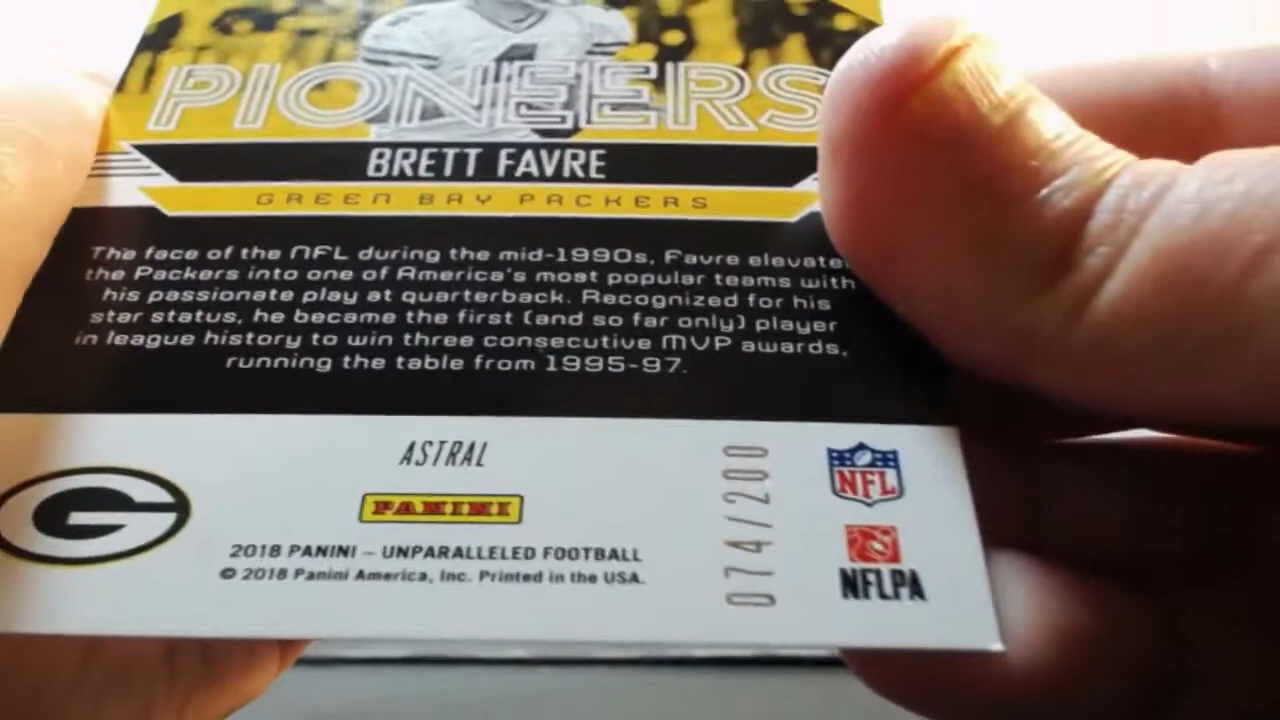 PIONEERS
BRETT FAVRE
GREEN BAY PACKERS
The face of the NFL during the mid-1990s, Favre elevate
the Packers into one of America's most popular teams with
his passionate play at quarterback. Recognized for his
star status, he became the first (and so far only) player
in league history to win three consecutive MVP awards,
running the table from 1995-97.
ASTRAL
PANINI
2018 PANINI – UNPARALLELED FOOTBALL
© 2018 Panini America, Inc. Printed in the USA.
074/200
NFL
NFLPA
G
4